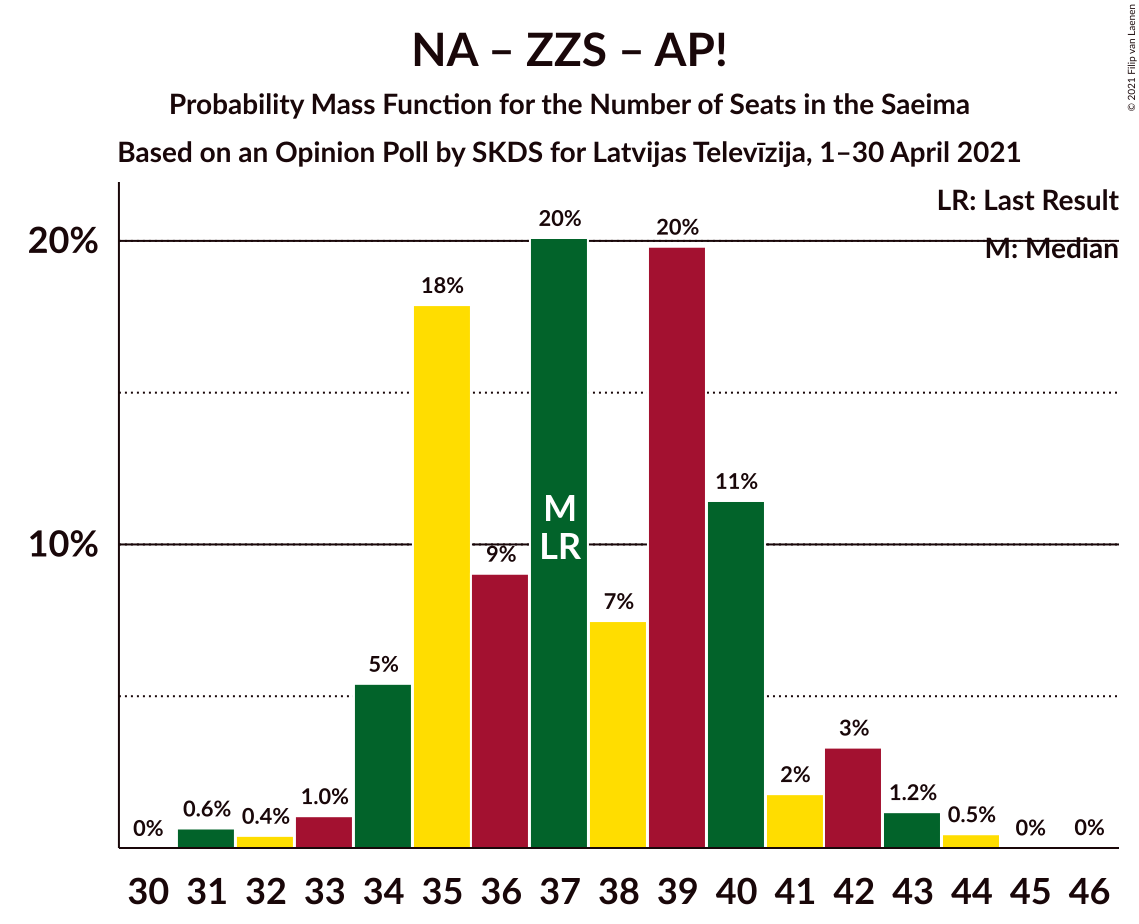 © 2021 Filip van Laenen
NA – ZZS – AP!
Probability Mass Function for the Number of Seats in the Saeima
Based on an Opinion Poll by SKDS for Latvijas Televīzija, 1–30 April 2021
LR: Last Result
M: Median
20%
10%
0%
0.6%
0.4%
1.0%
5%
18%
9%
20%
7%
20%
11%
2%
3%
1.2%
0.5%
0%
0%
M
LR
30 31 32 33 34 35 36 37 38 39 40 41 42 43 44 45 46